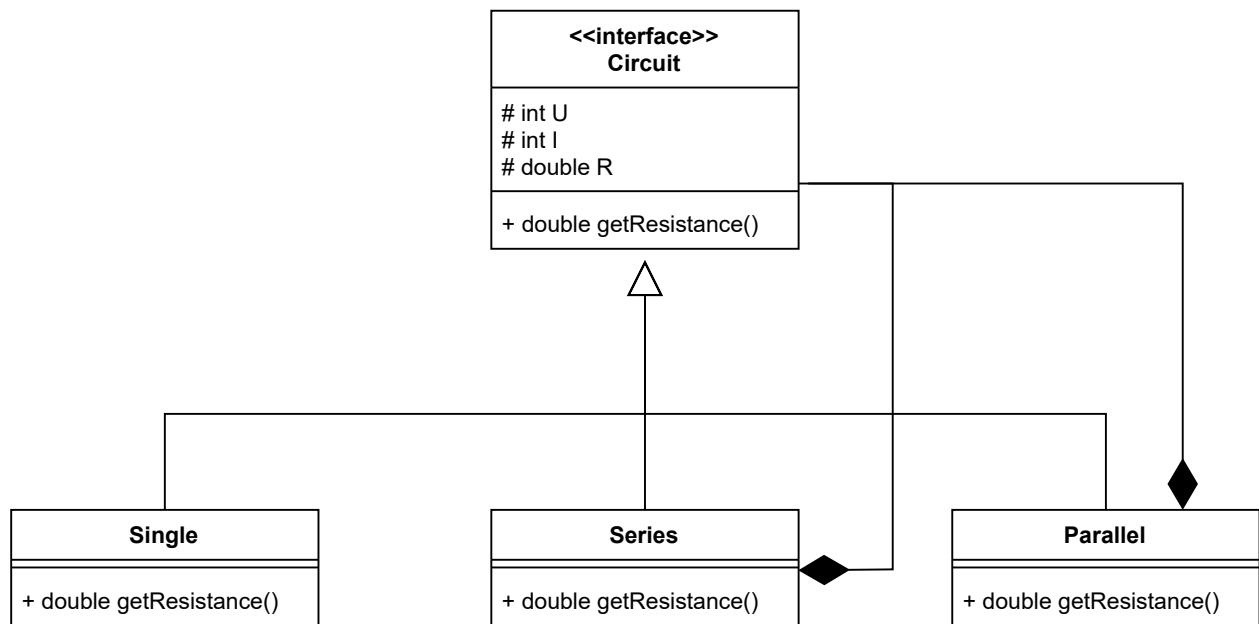 <<interface>>
Circuit
# int U
# int I
# double R
+ double getResistance()
Single
+ double getResistance()
Series
+ double getResistance()
Parallel
+ double getResistance()